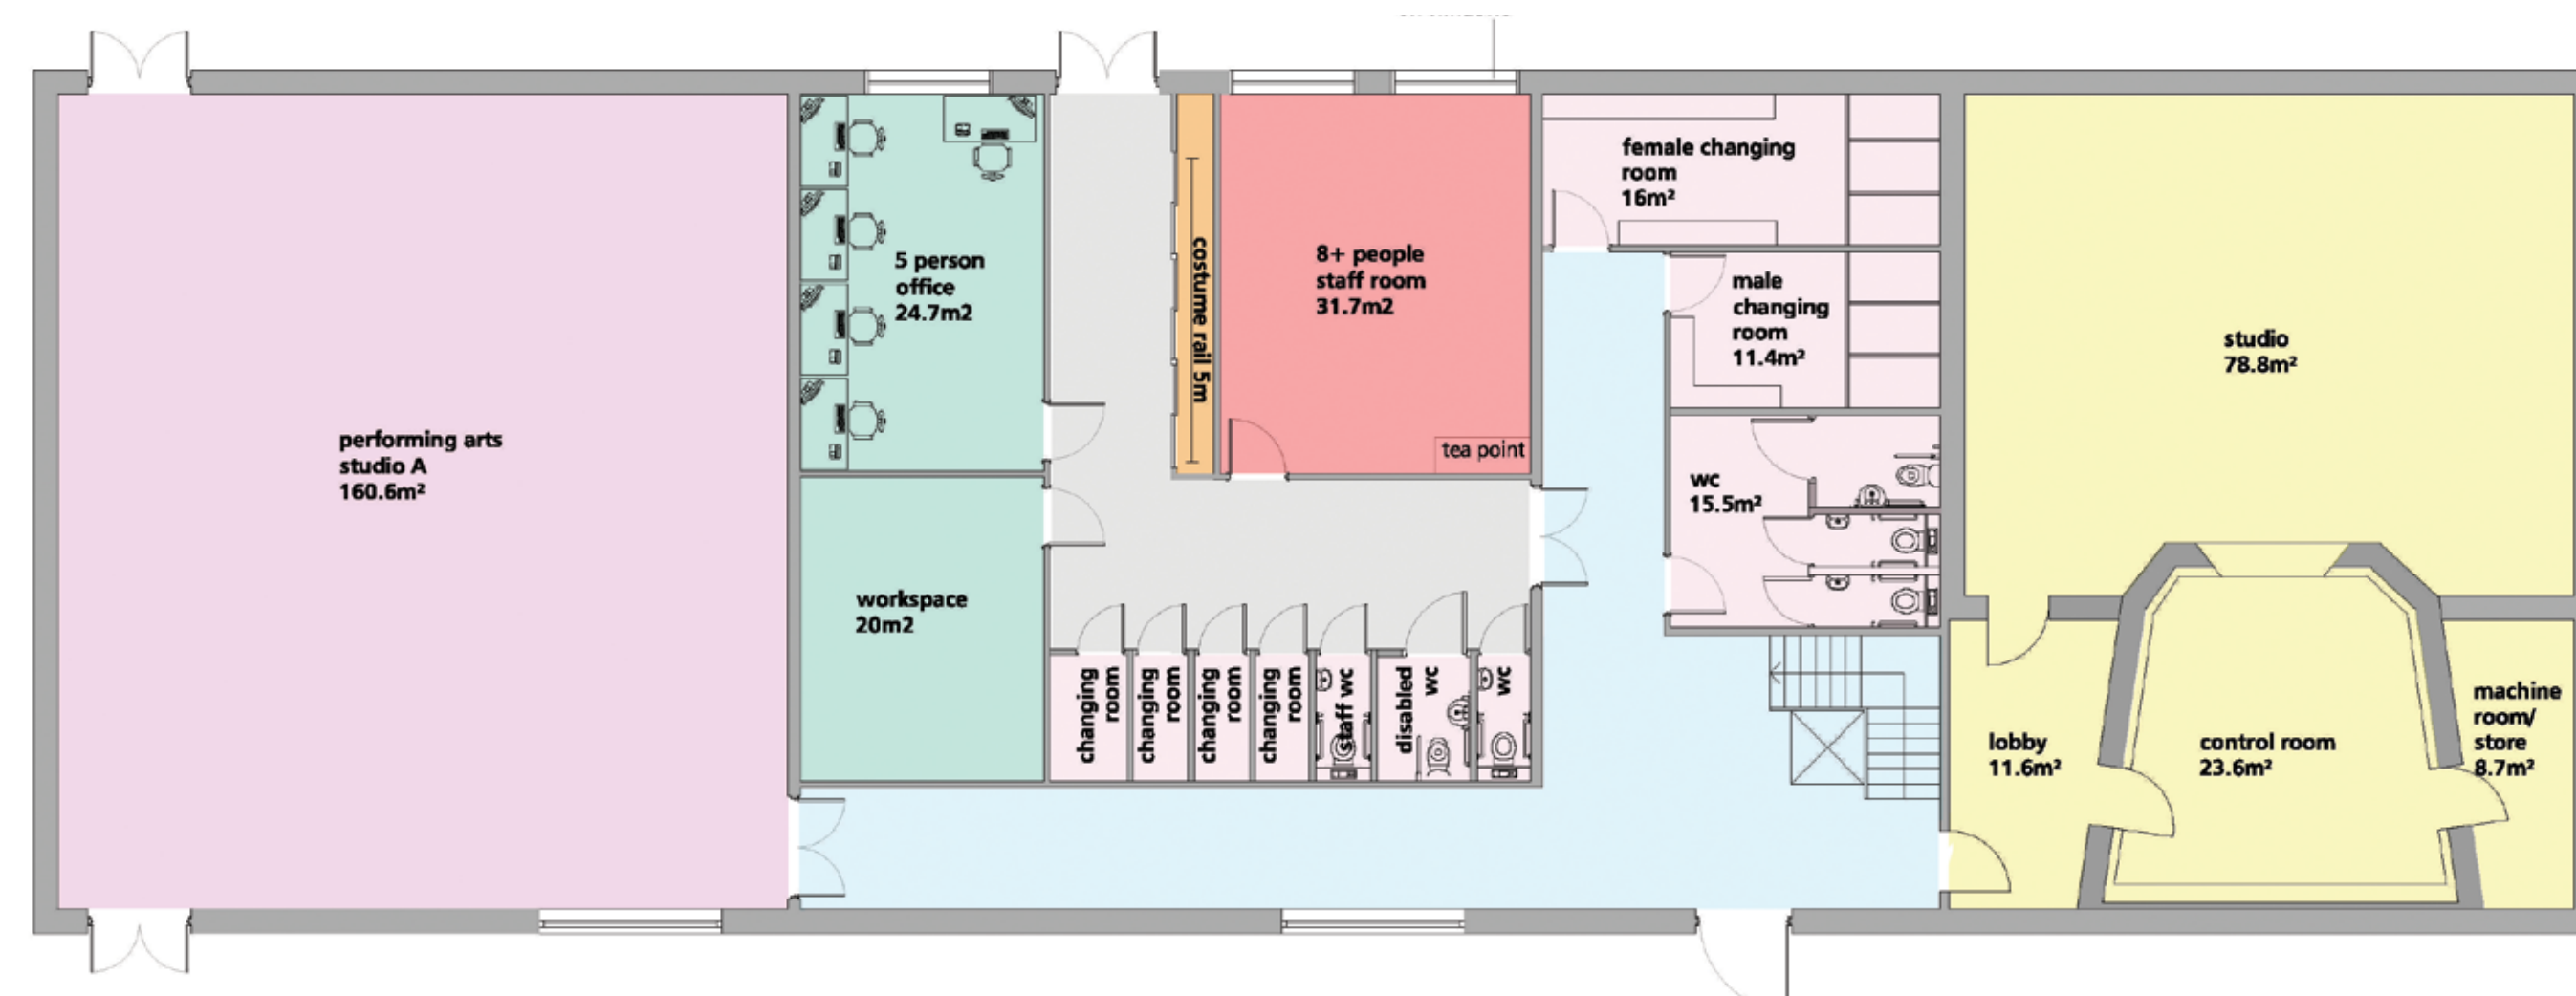 performing arts
studio A
160.6m²
5 person
office
24.7m2
workspace
20m2
costume rail 5m
8+ people
staff room
31.7m2
tea point
changing
room
changing
room
changing
room
changing
room
staff wc
disabled
wc
wc
female changing
room
16m²
male
changing
room
11.4m²
wc
15.5m²
studio
78.8m²
lobby
11.6m²
control room
23.6m²
machine
room/
store
8.7m²